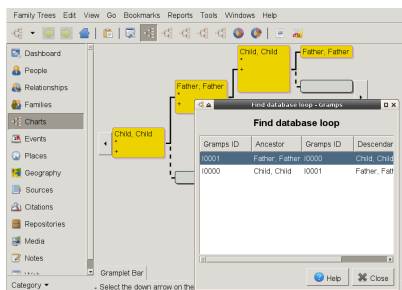 Family Trees Edit View Go Bookmarks Reports Tools Windows Help
Dashboard
People
Relationships
Families
Charts
Events
Places
Geography
Sources
Citations
Repositories
Media
Notes
Category
Child, Child
*
+
Father, Father
*
+
Child, Child
*
+
Father, Father
Gramplet Bar
- Select the down arrow on the
Find database loop - Gramps
Find database loop
Gramps ID Ancestor Gramps ID Descendar
I0001 Father, Father I0000 Child, Child
I0000 Child, Child I0001 Father, Fath
Help Close